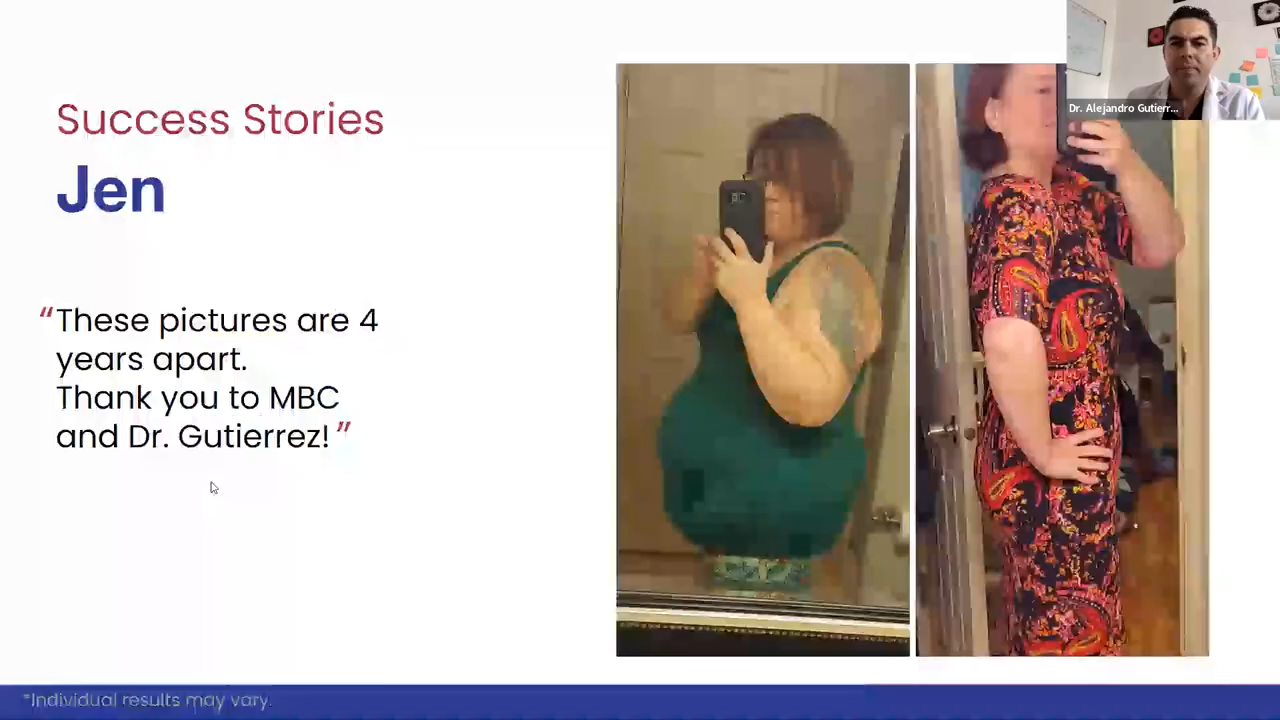 Success Stories
Jen
“These pictures are 4
years apart.
Thank you to MBC
and Dr. Gutierrez! ”
Dr. Alejandro Gutierr...
*Individual results may vary.